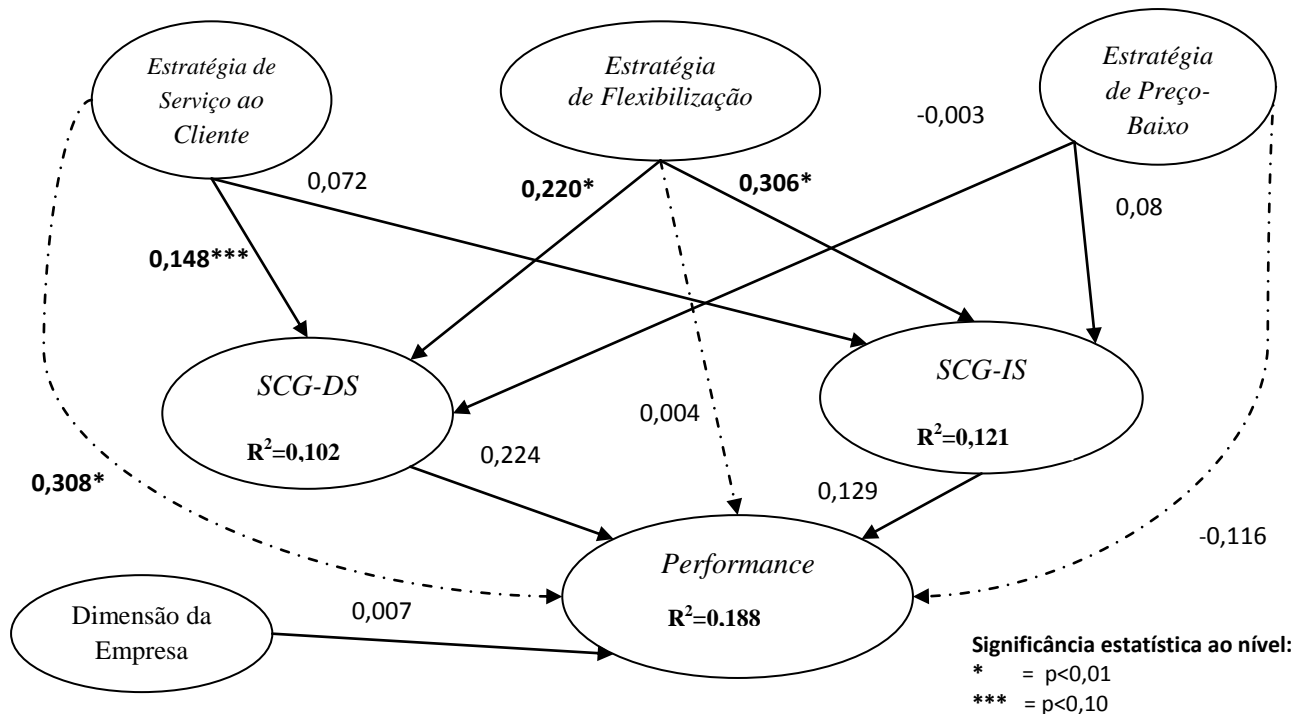 Estratégia de
Serviço ao
Cliente
Estratégia
de Flexibilização
Estratégia
de Preço-
Baixo
-0,003
0,072
0,220*
0,306*
0,08
0,148***
SCG-DS
R²=0,102
SCG-IS
R²=0,121
0,004
0,224
0,129
0,308*
-0,116
Performance
R²=0.188
Dimensão da
Empresa
0,007
Significância estatística ao nível:
* = p<0,01
*** = p<0,10